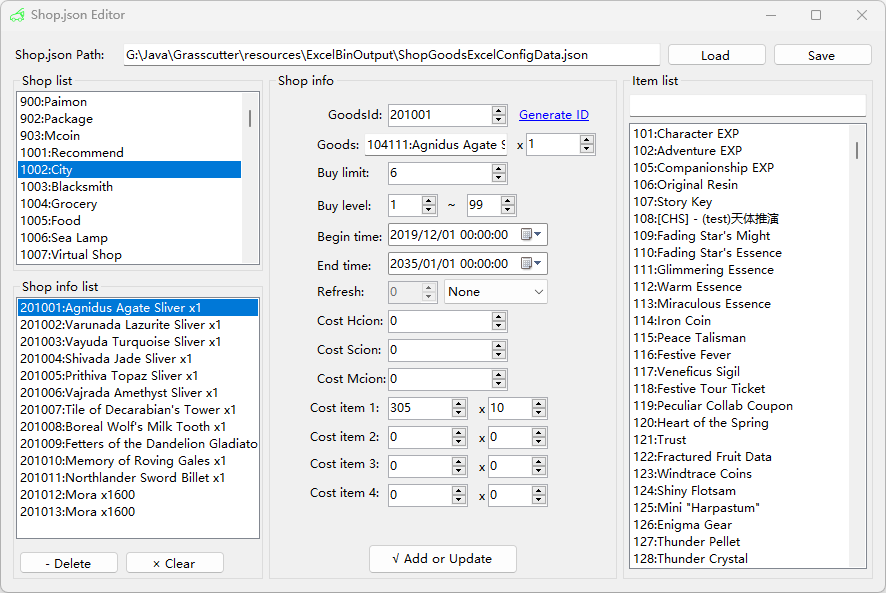 Shop.json Editor
Shop.json Path: G:\Java\Grasscutter\resources\ExcelBinOutput\ShopGoodsExcelConfigData.json Load Save
Shop list
900:Paimon
902:Package
903:Mcoin
1001:Recommend
1002:City
1003:Blacksmith
1004:Grocery
1005:Food
1006:Sea Lamp
1007:Virtual Shop
Shop info list
201001:Agnidus Agate Sliver x1
201002:Varunada Lazurite Sliver x1
201003:Vayuda Turquoise Sliver x1
201004:Shivada Jade Sliver x1
201005:Prithiva Topaz Sliver x1
201006:Vajrada Amethyst Sliver x1
201007:Tile of Decarabian's Tower x1
201008:Boreal Wolf's Milk Tooth x1
201009:Fetters of the Dandelion Gladiato
201010:Memory of Roving Gales x1
201011:Northlander Sword Billet x1
201012:Mora x1600
201013:Mora x1600
- Delete × Clear
Shop info
GoodsId: 201001 Generate ID
Goods: 104111:Agnidus Agate S x 1
Buy limit: 6
Buy level: 1 ~ 99
Begin time: 2019/12/01 00:00:00
End time: 2035/01/01 00:00:00
Refresh: 0 None
Cost Hcion: 0
Cost Scion: 0
Cost Mcion: 0
Cost item 1: 305 x 10
Cost item 2: 0 x 0
Cost item 3: 0 x 0
Cost item 4: 0 x 0
√ Add or Update
Item list
101:Character EXP
102:Adventure EXP
105:Companionship EXP
106:Original Resin
107:Story Key
108:[CHS] - (test)天体推演
109:Fading Star's Might
110:Fading Star's Essence
111:Glimmering Essence
112:Warm Essence
113:Miraculous Essence
114:Iron Coin
115:Peace Talisman
116:Festive Fever
117:Veneficus Sigil
118:Festive Tour Ticket
119:Peculiar Collab Coupon
120:Heart of the Spring
121:Trust
122:Fractured Fruit Data
123:Windtrace Coins
124:Shiny Flotsam
125:Mini "Harpastum"
126:Enigma Gear
127:Thunder Pellet
128:Thunder Crystal